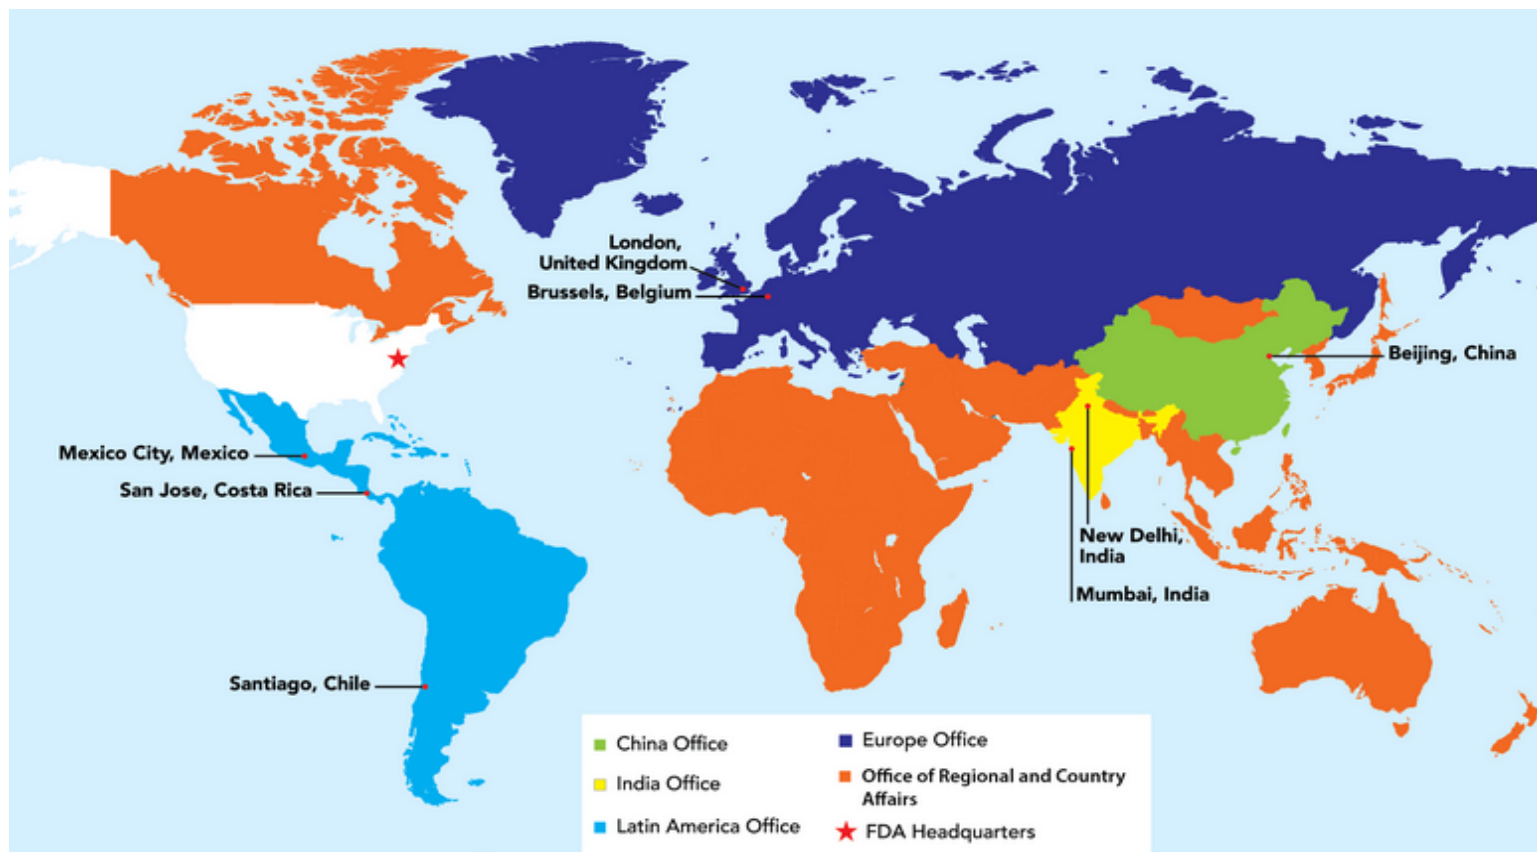 London,
United Kingdom
Brussels, Belgium
Beijing, China
Mexico City, Mexico
San Jose, Costa Rica
New Delhi,
India
Mumbai, India
Santiago, Chile
China Office
India Office
Latin America Office
Europe Office
Office of Regional and Country
Affairs
FDA Headquarters